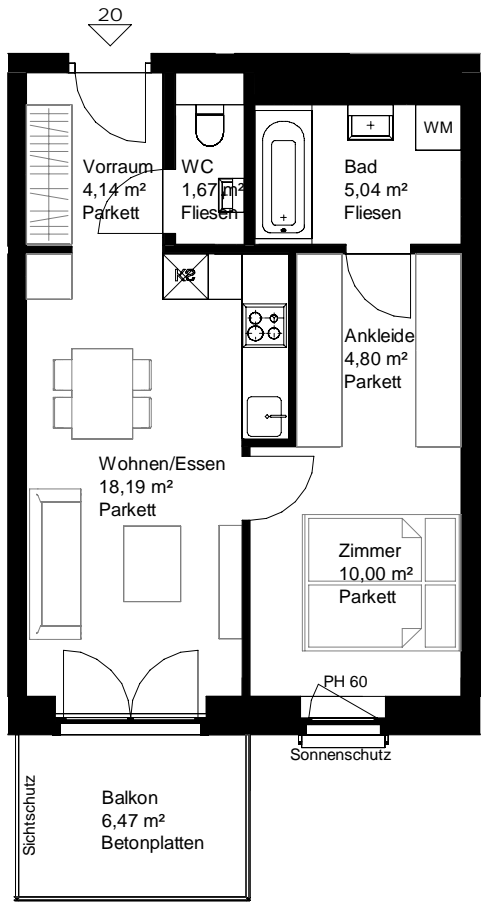 20
Vorraum
4,14 m²
Parkett
WC
1,67 m²
Fliesen
Bad
5,04 m²
Fliesen
WM
KS
Ankleide
4,80 m²
Parkett
Wohnen/Essen
18,19 m²
Parkett
Zimmer
10,00 m²
Parkett
PH 60
Sonnenschutz
Sichtschutz
Balkon
6,47 m²
Betonplatten